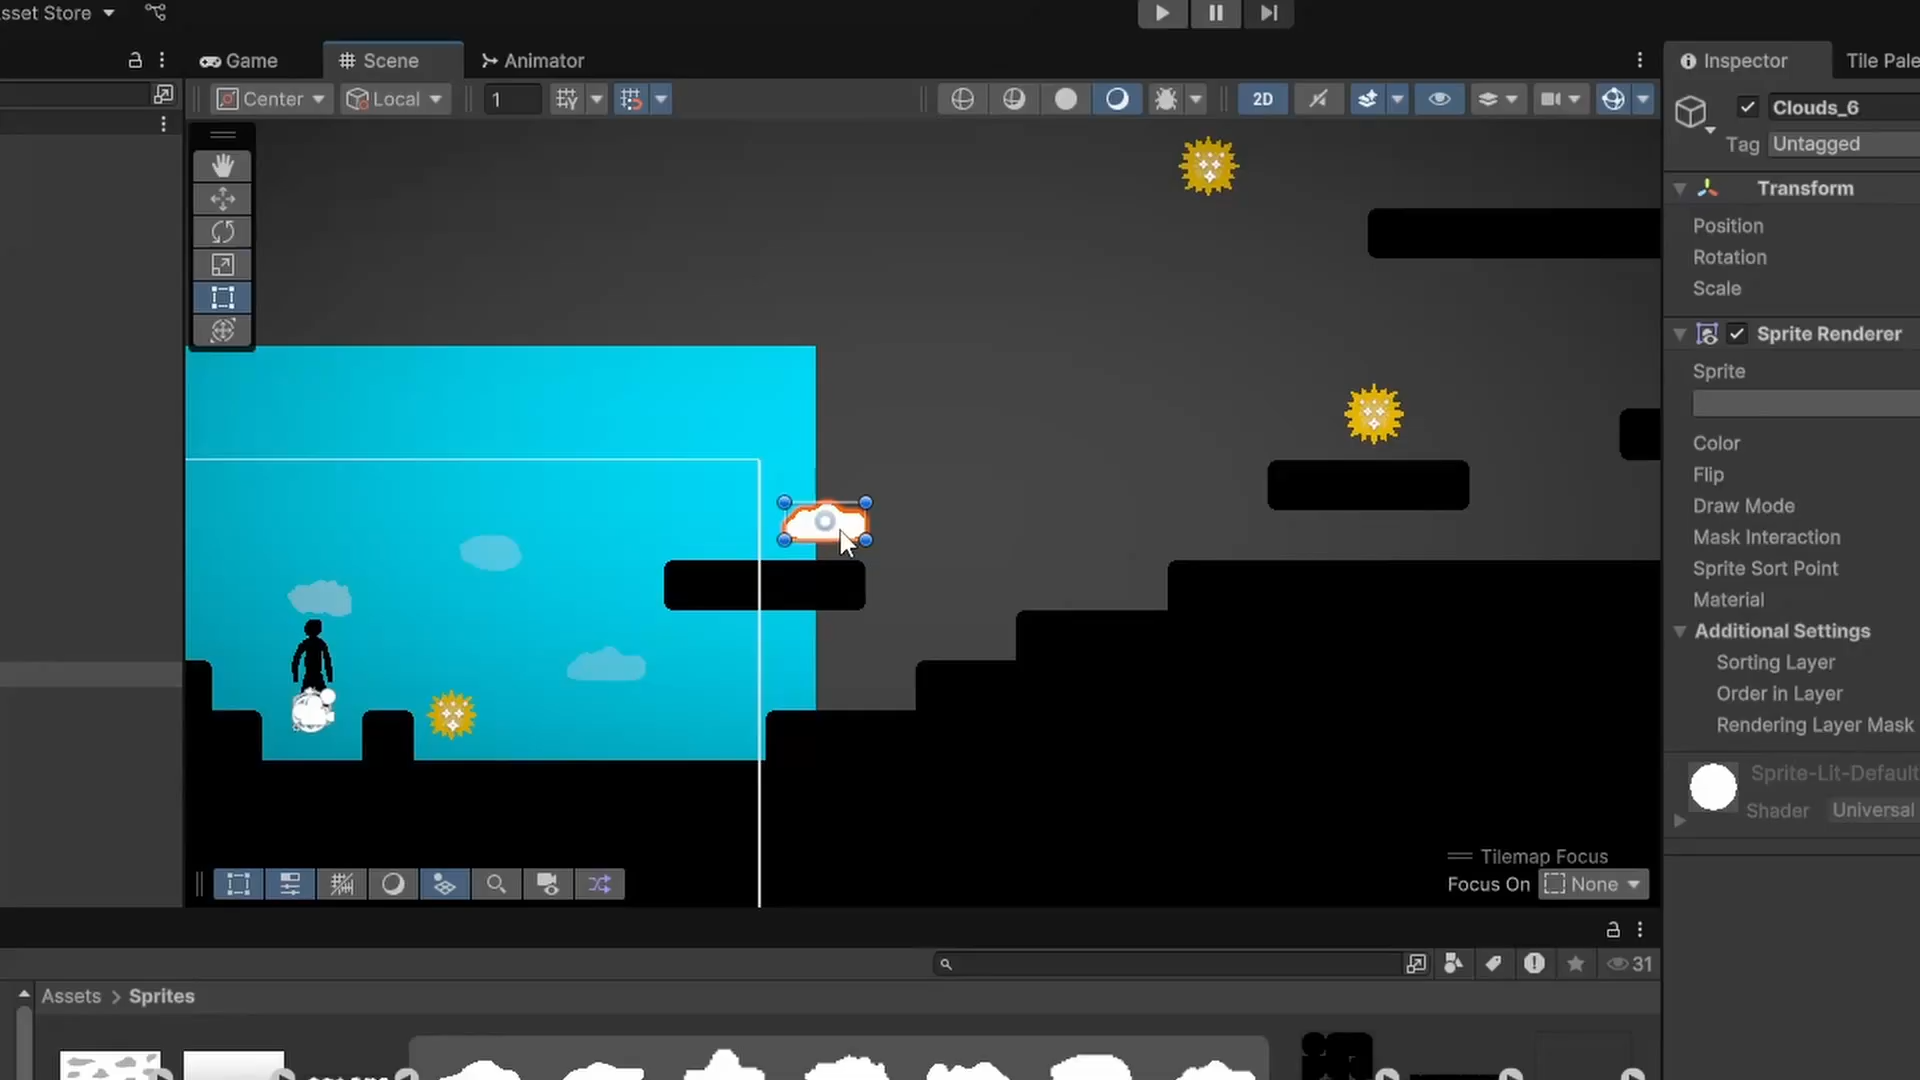 sset Store
Game
Scene
Animator
Inspector
Tile Pale
Center
Local
1
2D
Clouds_6
Tag
Untagged
Transform
Position
Rotation
Scale
Sprite Renderer
Sprite
Color
Flip
Draw Mode
Mask Interaction
Sprite Sort Point
Material
Additional Settings
Sorting Layer
Order in Layer
Rendering Layer Mask
Sprite-Lit-Default
Shader
Universal
Tilemap Focus
Focus On
None
31
Assets > Sprites